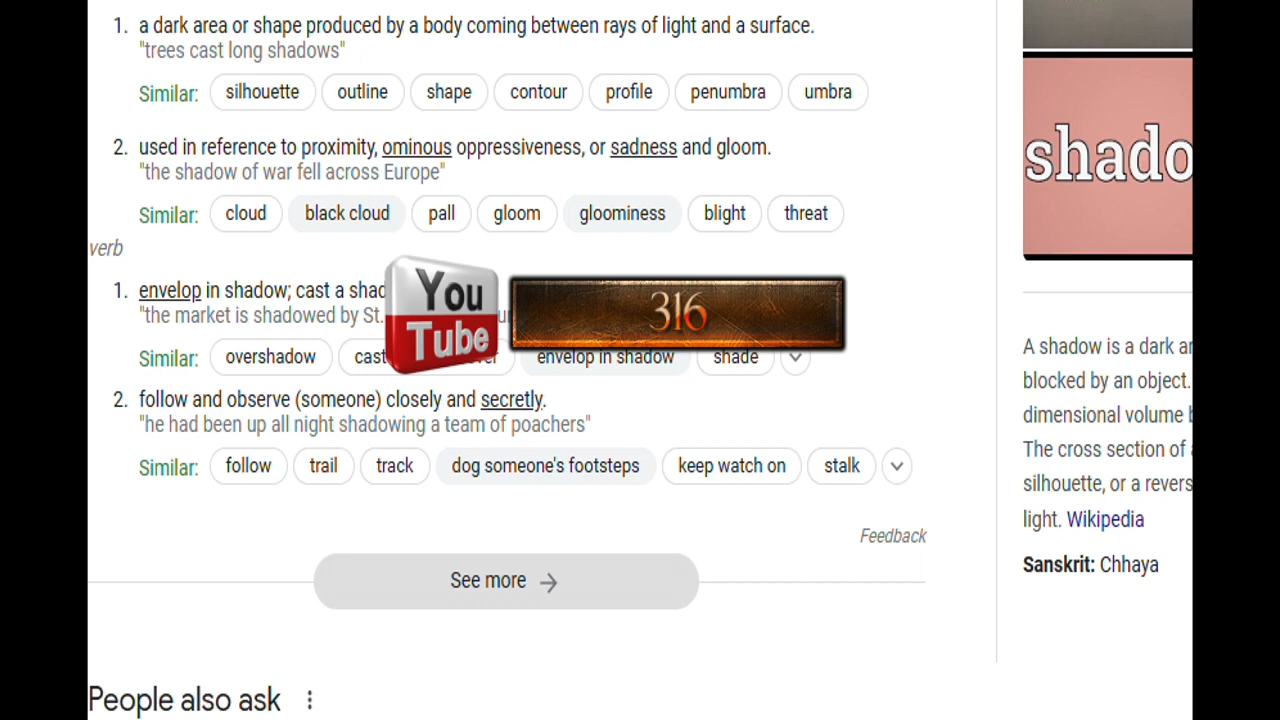 1. a dark area or shape produced by a body coming between rays of light and a surface.
"trees cast long shadows"
Similar: silhouette outline shape contour profile penumbra umbra
2. used in reference to proximity, ominous oppressiveness, or sadness and gloom.
"the shadow of war fell across Europe"
Similar: cloud black cloud pall gloom gloominess blight threat
verb
1. envelop in shadow; cast a
"the market is shadowed by St.
Similar: overshadow cast envelop in shadow shade
You
Tube
316
2. follow and observe (someone) closely and secretly.
"he had been up all night shadowing a team of poachers"
Similar: follow trail track dog someone's footsteps keep watch on stalk
Feedback
See more →
People also ask
shado
A shadow is a dark
blocked by an object.
dimensional volume
The cross section of
silhouette, or a
light. Wikipedia
Sanskrit: Chhaya